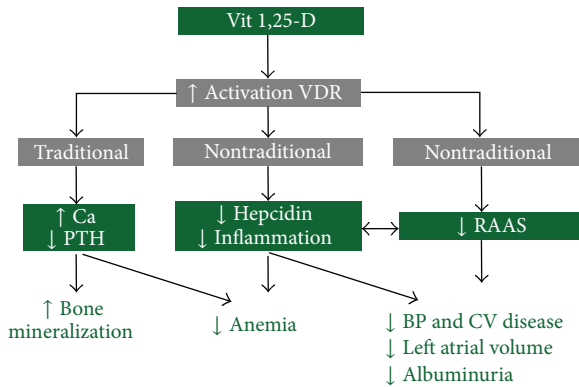 Vit 1,25-D
↑ Activation VDR
Traditional
Nontraditional
Nontraditional
↑ Ca
↓ PTH
↓ Hepcidin
↓ Inflammation
↓ RAAS
↑ Bone
mineralization
↓ Anemia
↓ BP and CV disease
↓ Left atrial volume
↓ Albuminuria